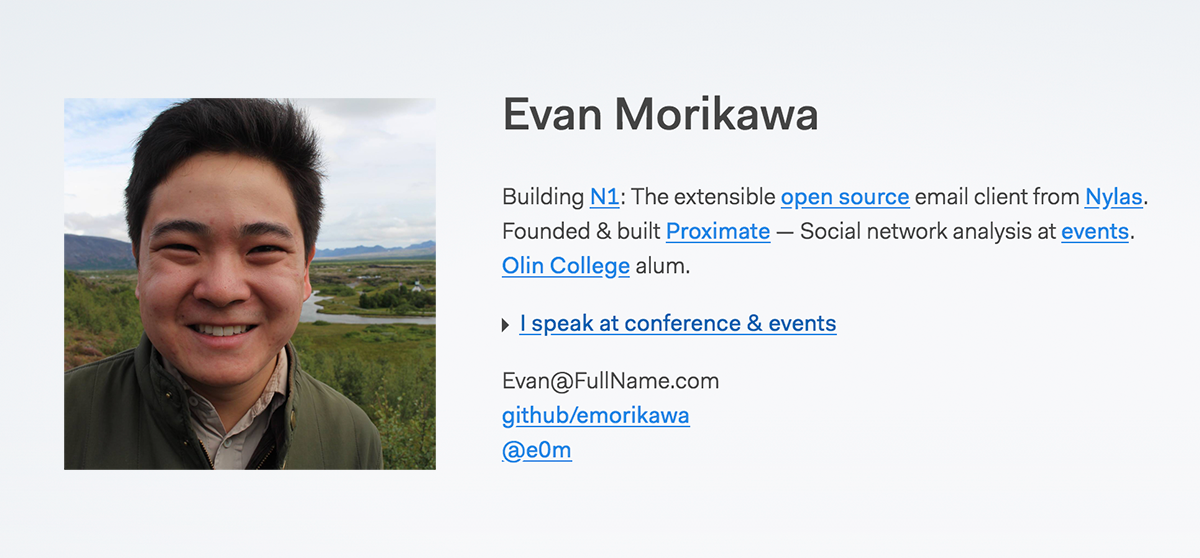 Evan Morikawa
Building N1: The extensible open source email client from Nylas.
Founded & built Proximate — Social network analysis at events.
Olin College alum.
I speak at conference & events
Evan@FullName.com
github/emorikawa
@e0m